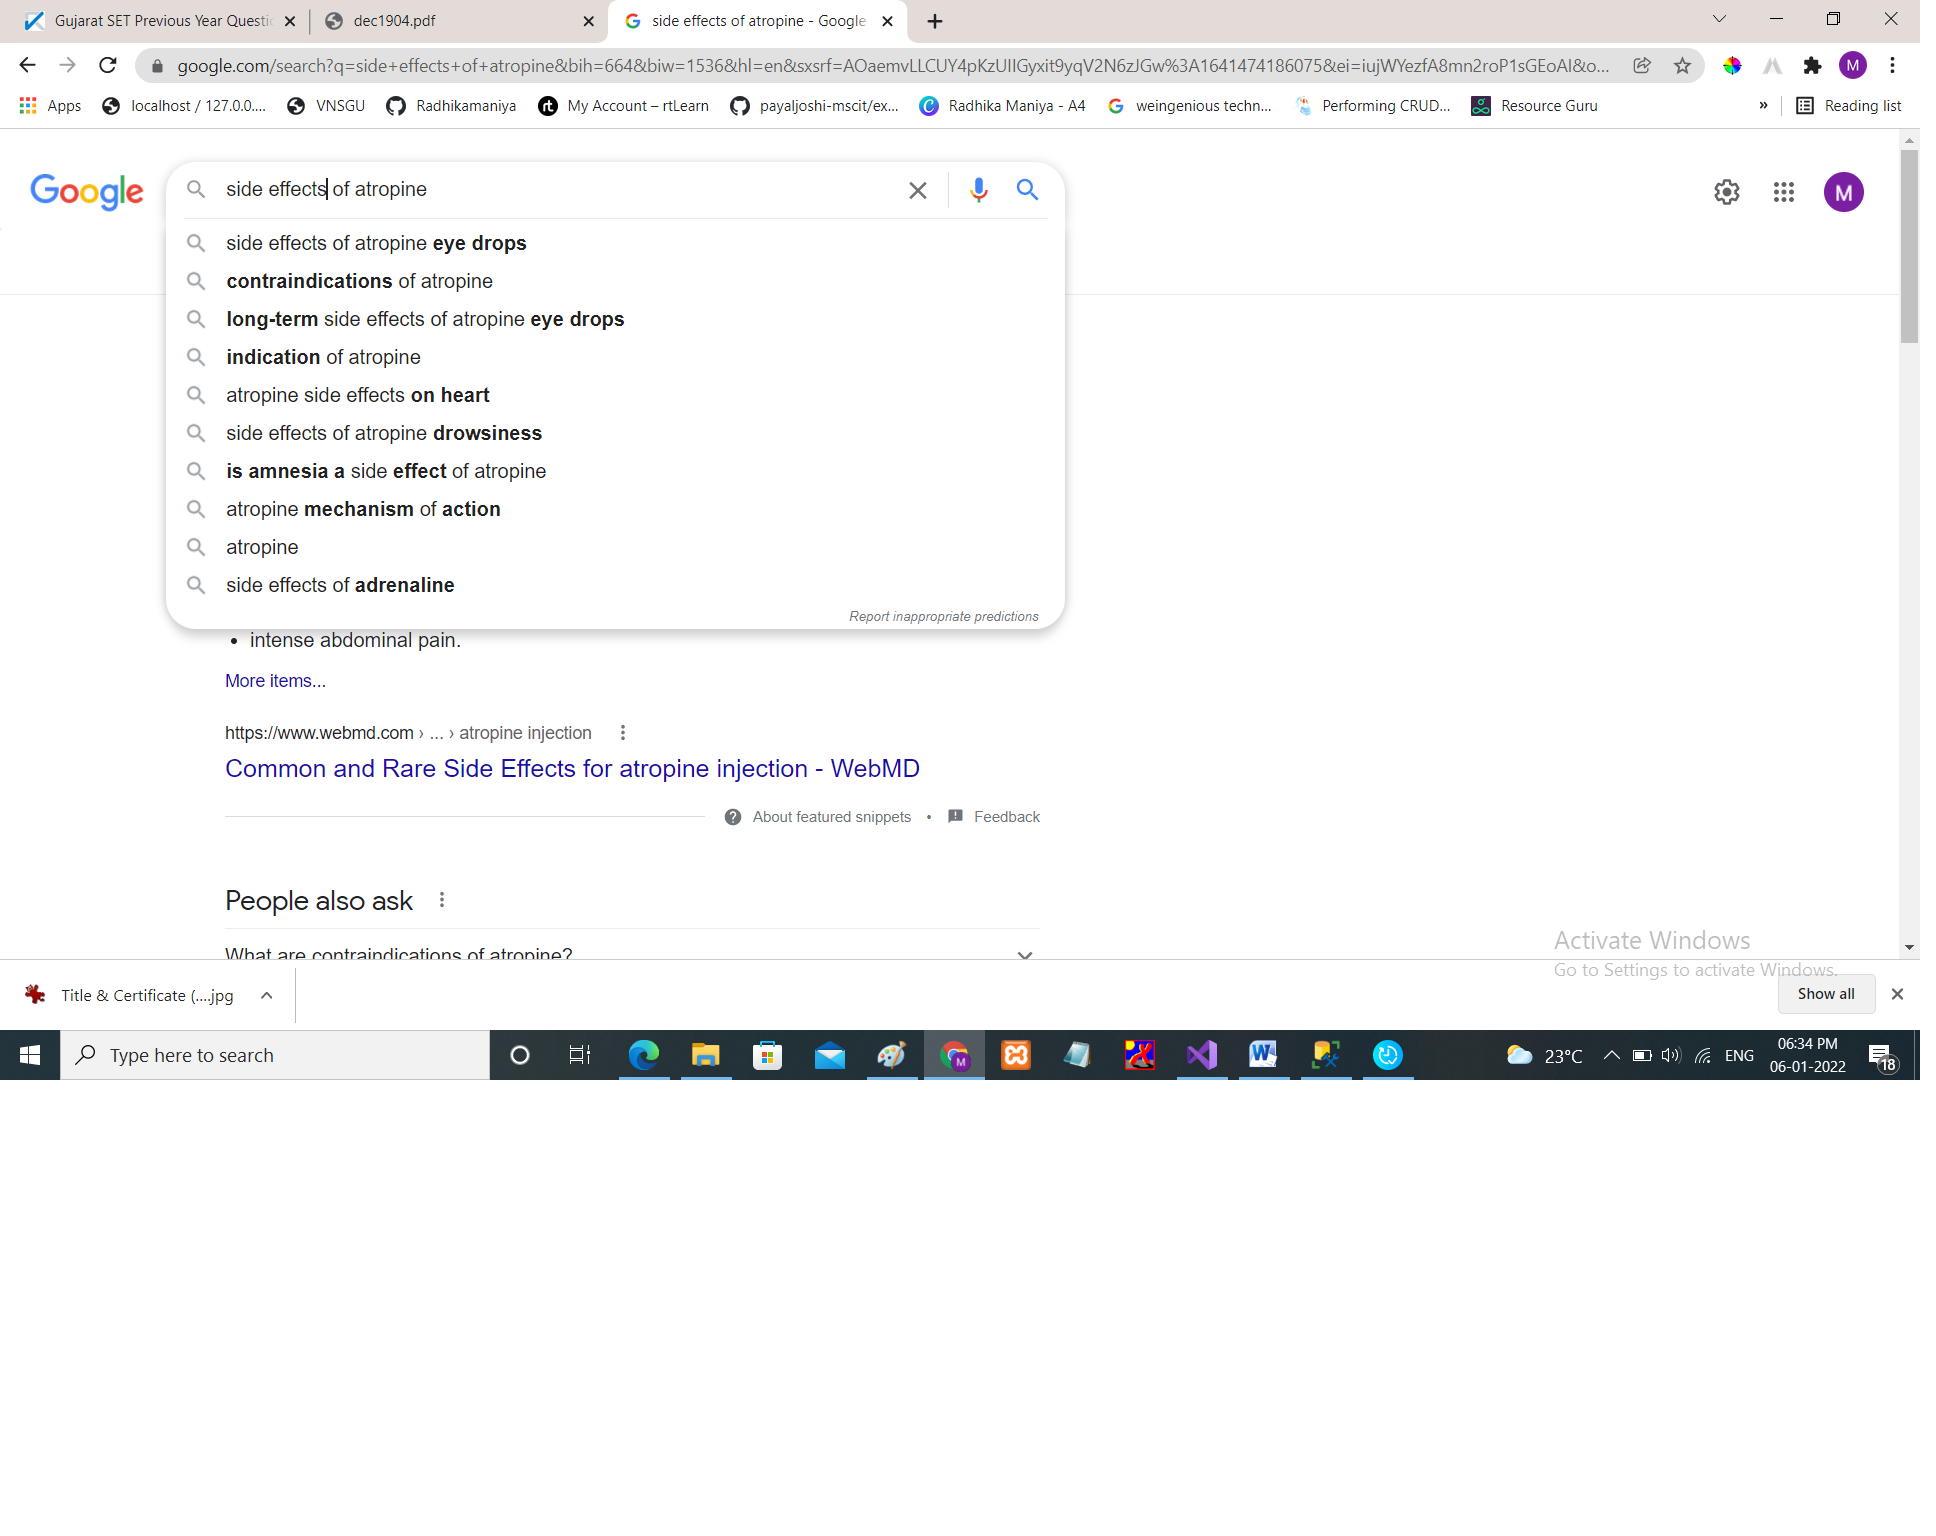 Gujarat SET Previous Year Questi
dec1904.pdf
side effects of atropine - Google
google.com/search?q=side+effects+of+atropine&bih=664&biw=1536&hl=en&sxsrf=AOaemvLLCUY4pKzUIIGyxit9yqV2N6zJGw%3A1641474186075&ei=iujWYezfA8mn2roP1sGEoAI&o...
M
Apps
localhost / 127.0.0....
VNSGU
Radhikamaniya
rt
My Account – rtLearn
payaljoshi-mscit/ex...
Radhika Maniya - A4
weingenious techn...
Performing CRUD...
Resource Guru
»
Reading list
Google
side effects of atropine
M
side effects of atropine eye drops
contraindications of atropine
long-term side effects of atropine eye drops
indication of atropine
atropine side effects on heart
side effects of atropine drowsiness
is amnesia a side effect of atropine
atropine mechanism of action
atropine
side effects of adrenaline
Report inappropriate predictions
• intense abdominal pain.
More items...
https://www.webmd.com › ... › atropine injection
Common and Rare Side Effects for atropine injection - WebMD
About featured snippets • Feedback
People also ask
What are contraindications of atropine?
Activate Windows
Go to Settings to activate Windows.
Title & Certificate (....jpg
Show all
Type here to search
M
23°C
ENG
06:34 PM
06-01-2022
18